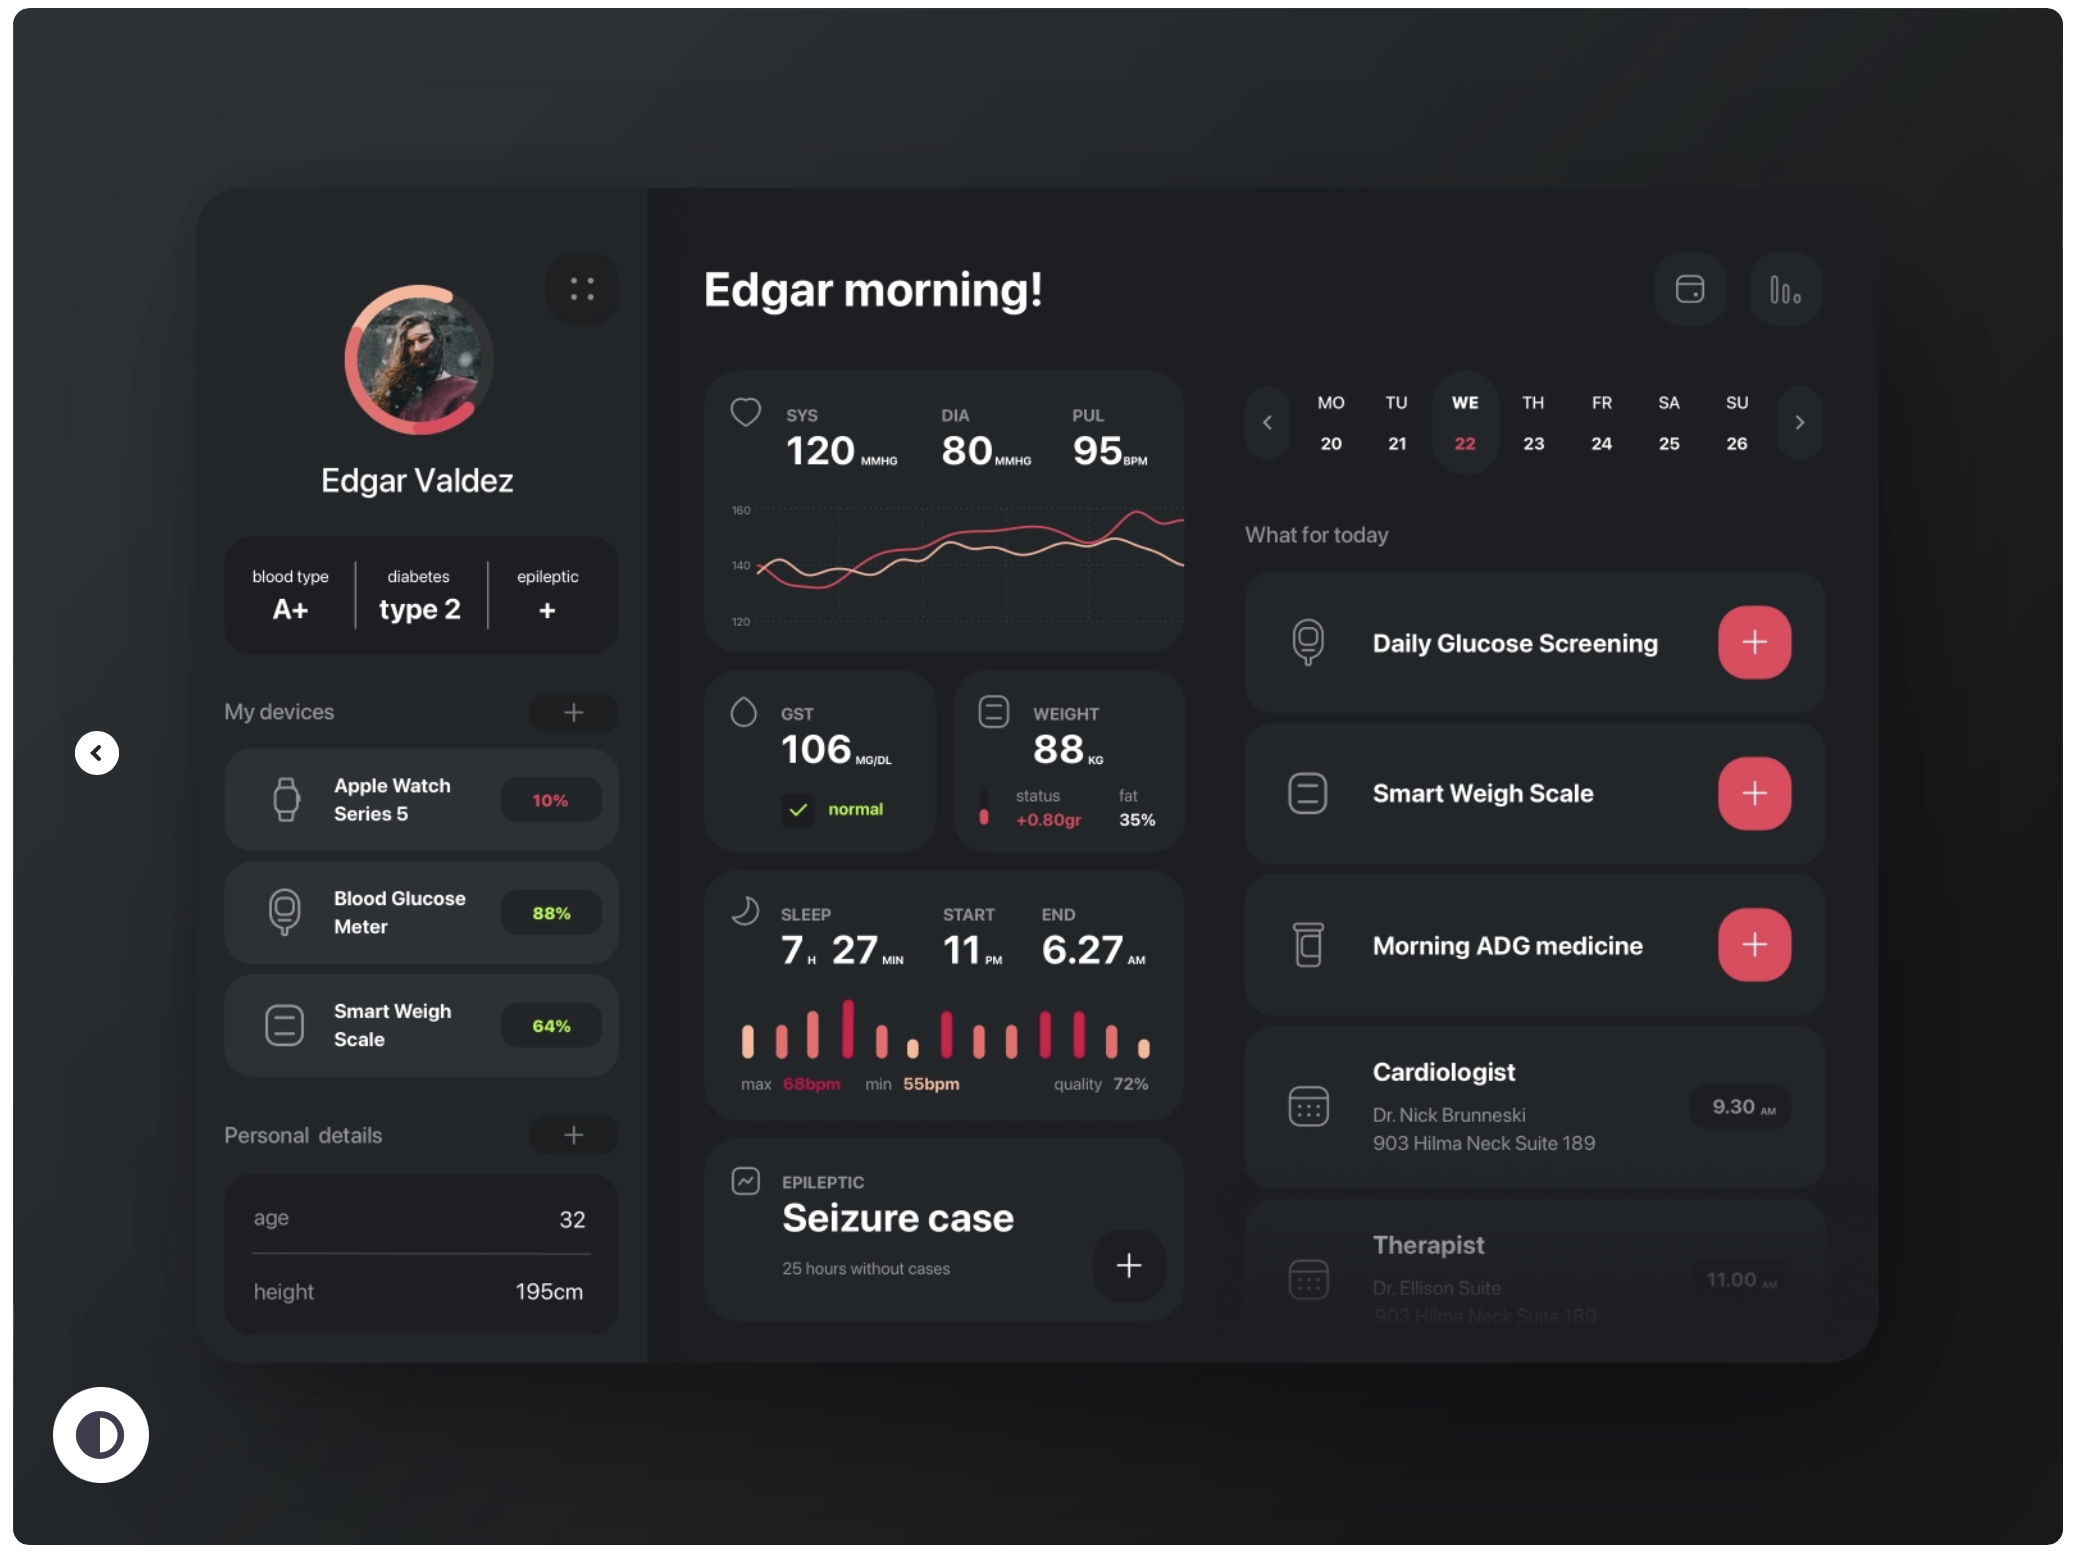 Edgar Valdez
blood type
A+
diabetes
type 2
epileptic
+
My devices
Apple Watch
Series 5
10%
Blood Glucose
Meter
88%
Smart Weigh
Scale
64%
Personal details
age 32
height 195cm
Edgar morning!
SYS
120 MMHG
DIA
80 MMHG
PUL
95 BPM
160
140
120
GST
106 MG/DL
normal
WEIGHT
88 KG
status
+0.80gr
fat
35%
SLEEP
7 H 27 MIN
START
11 PM
END
6.27 AM
max 68bpm min 55bpm quality 72%
EPILEPTIC
Seizure case
25 hours without cases
MO TU WE TH FR SA SU
20 21 22 23 24 25 26
What for today
Daily Glucose Screening
Smart Weigh Scale
Morning ADG medicine
Cardiologist
Dr. Nick Brunneski
903 Hilma Neck Suite 189
9.30 AM
Therapist
Dr. Ellison Suite
903 Hilma Neck Suite 189
11.00 AM